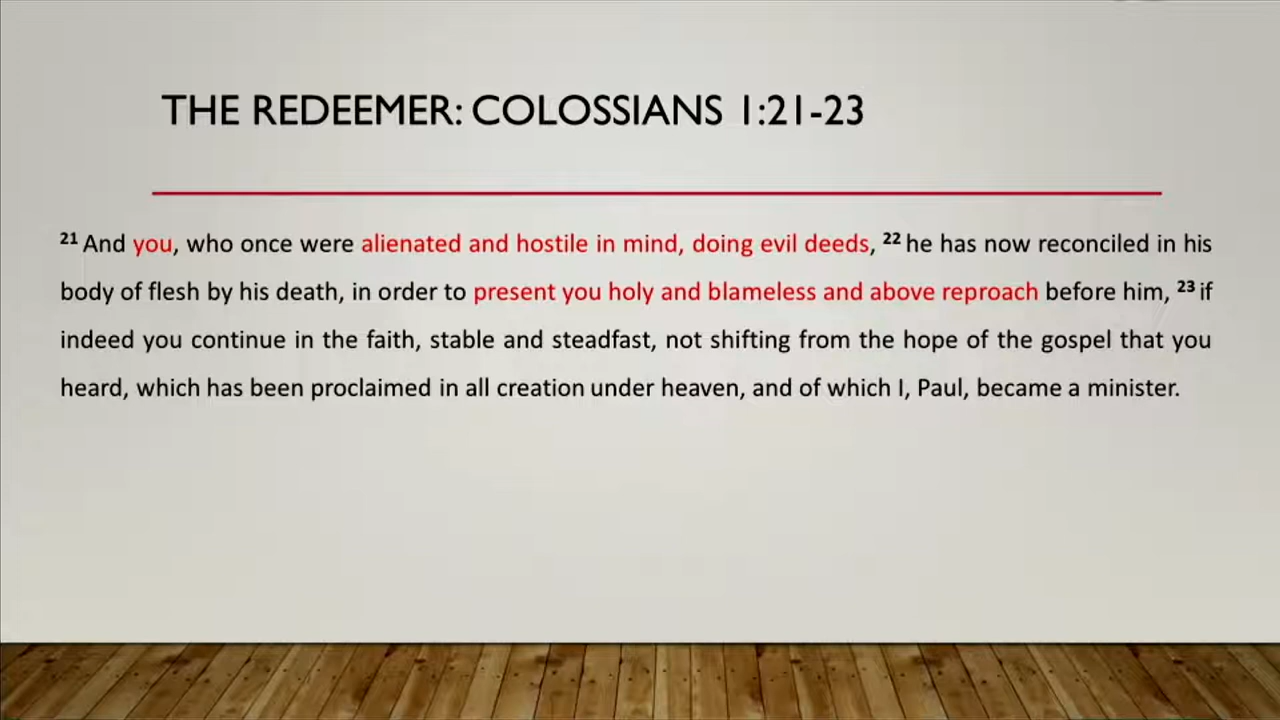 THE REDEEMER: COLOSSIANS 1:21-23
21 And you, who once were alienated and hostile in mind, doing evil deeds, 22 he has now reconciled in his
body of flesh by his death, in order to present you holy and blameless and above reproach before him, 23 if
indeed you continue in the faith, stable and steadfast, not shifting from the hope of the gospel that you
heard, which has been proclaimed in all creation under heaven, and of which I, Paul, became a minister.